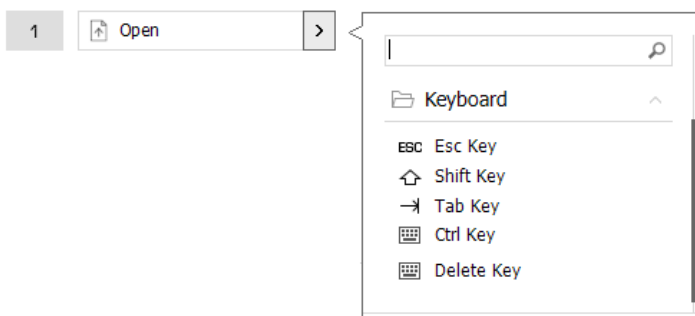 1 Open >
Keyboard
ESC Esc Key
Shift Key
Tab Key
Ctrl Key
Delete Key